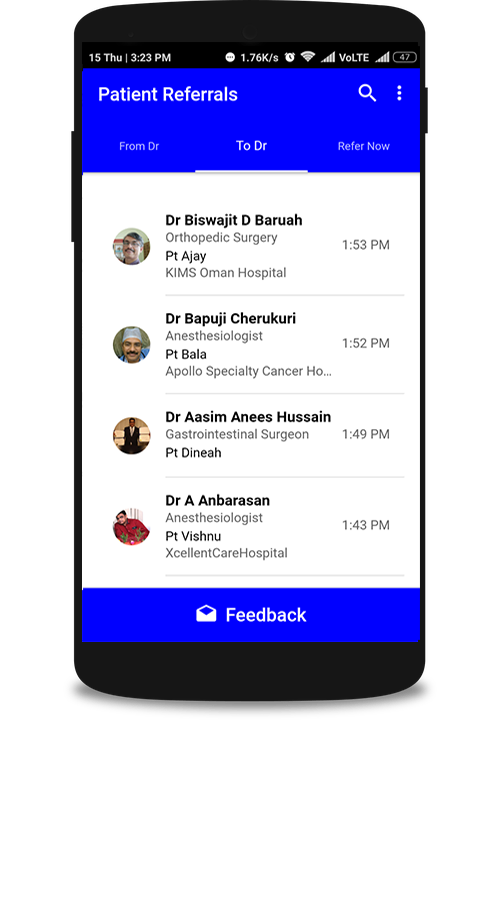 15 Thu | 3:23 PM 1.76K/s VoLTE 47
Patient Referrals
From Dr To Dr Refer Now
Dr Biswajit D Baruah
Orthopedic Surgery
1:53 PM
Pt Ajay
KIMS Oman Hospital
Dr Bapuji Cherukuri
Anesthesiologist
1:52 PM
Pt Bala
Apollo Specialty Cancer Ho...
Dr Aasim Anees Hussain
Gastrointestinal Surgeon
1:49 PM
Pt Dineah
Dr A Anbarasan
Anesthesiologist
1:43 PM
Pt Vishnu
XcellentCareHospital
Feedback